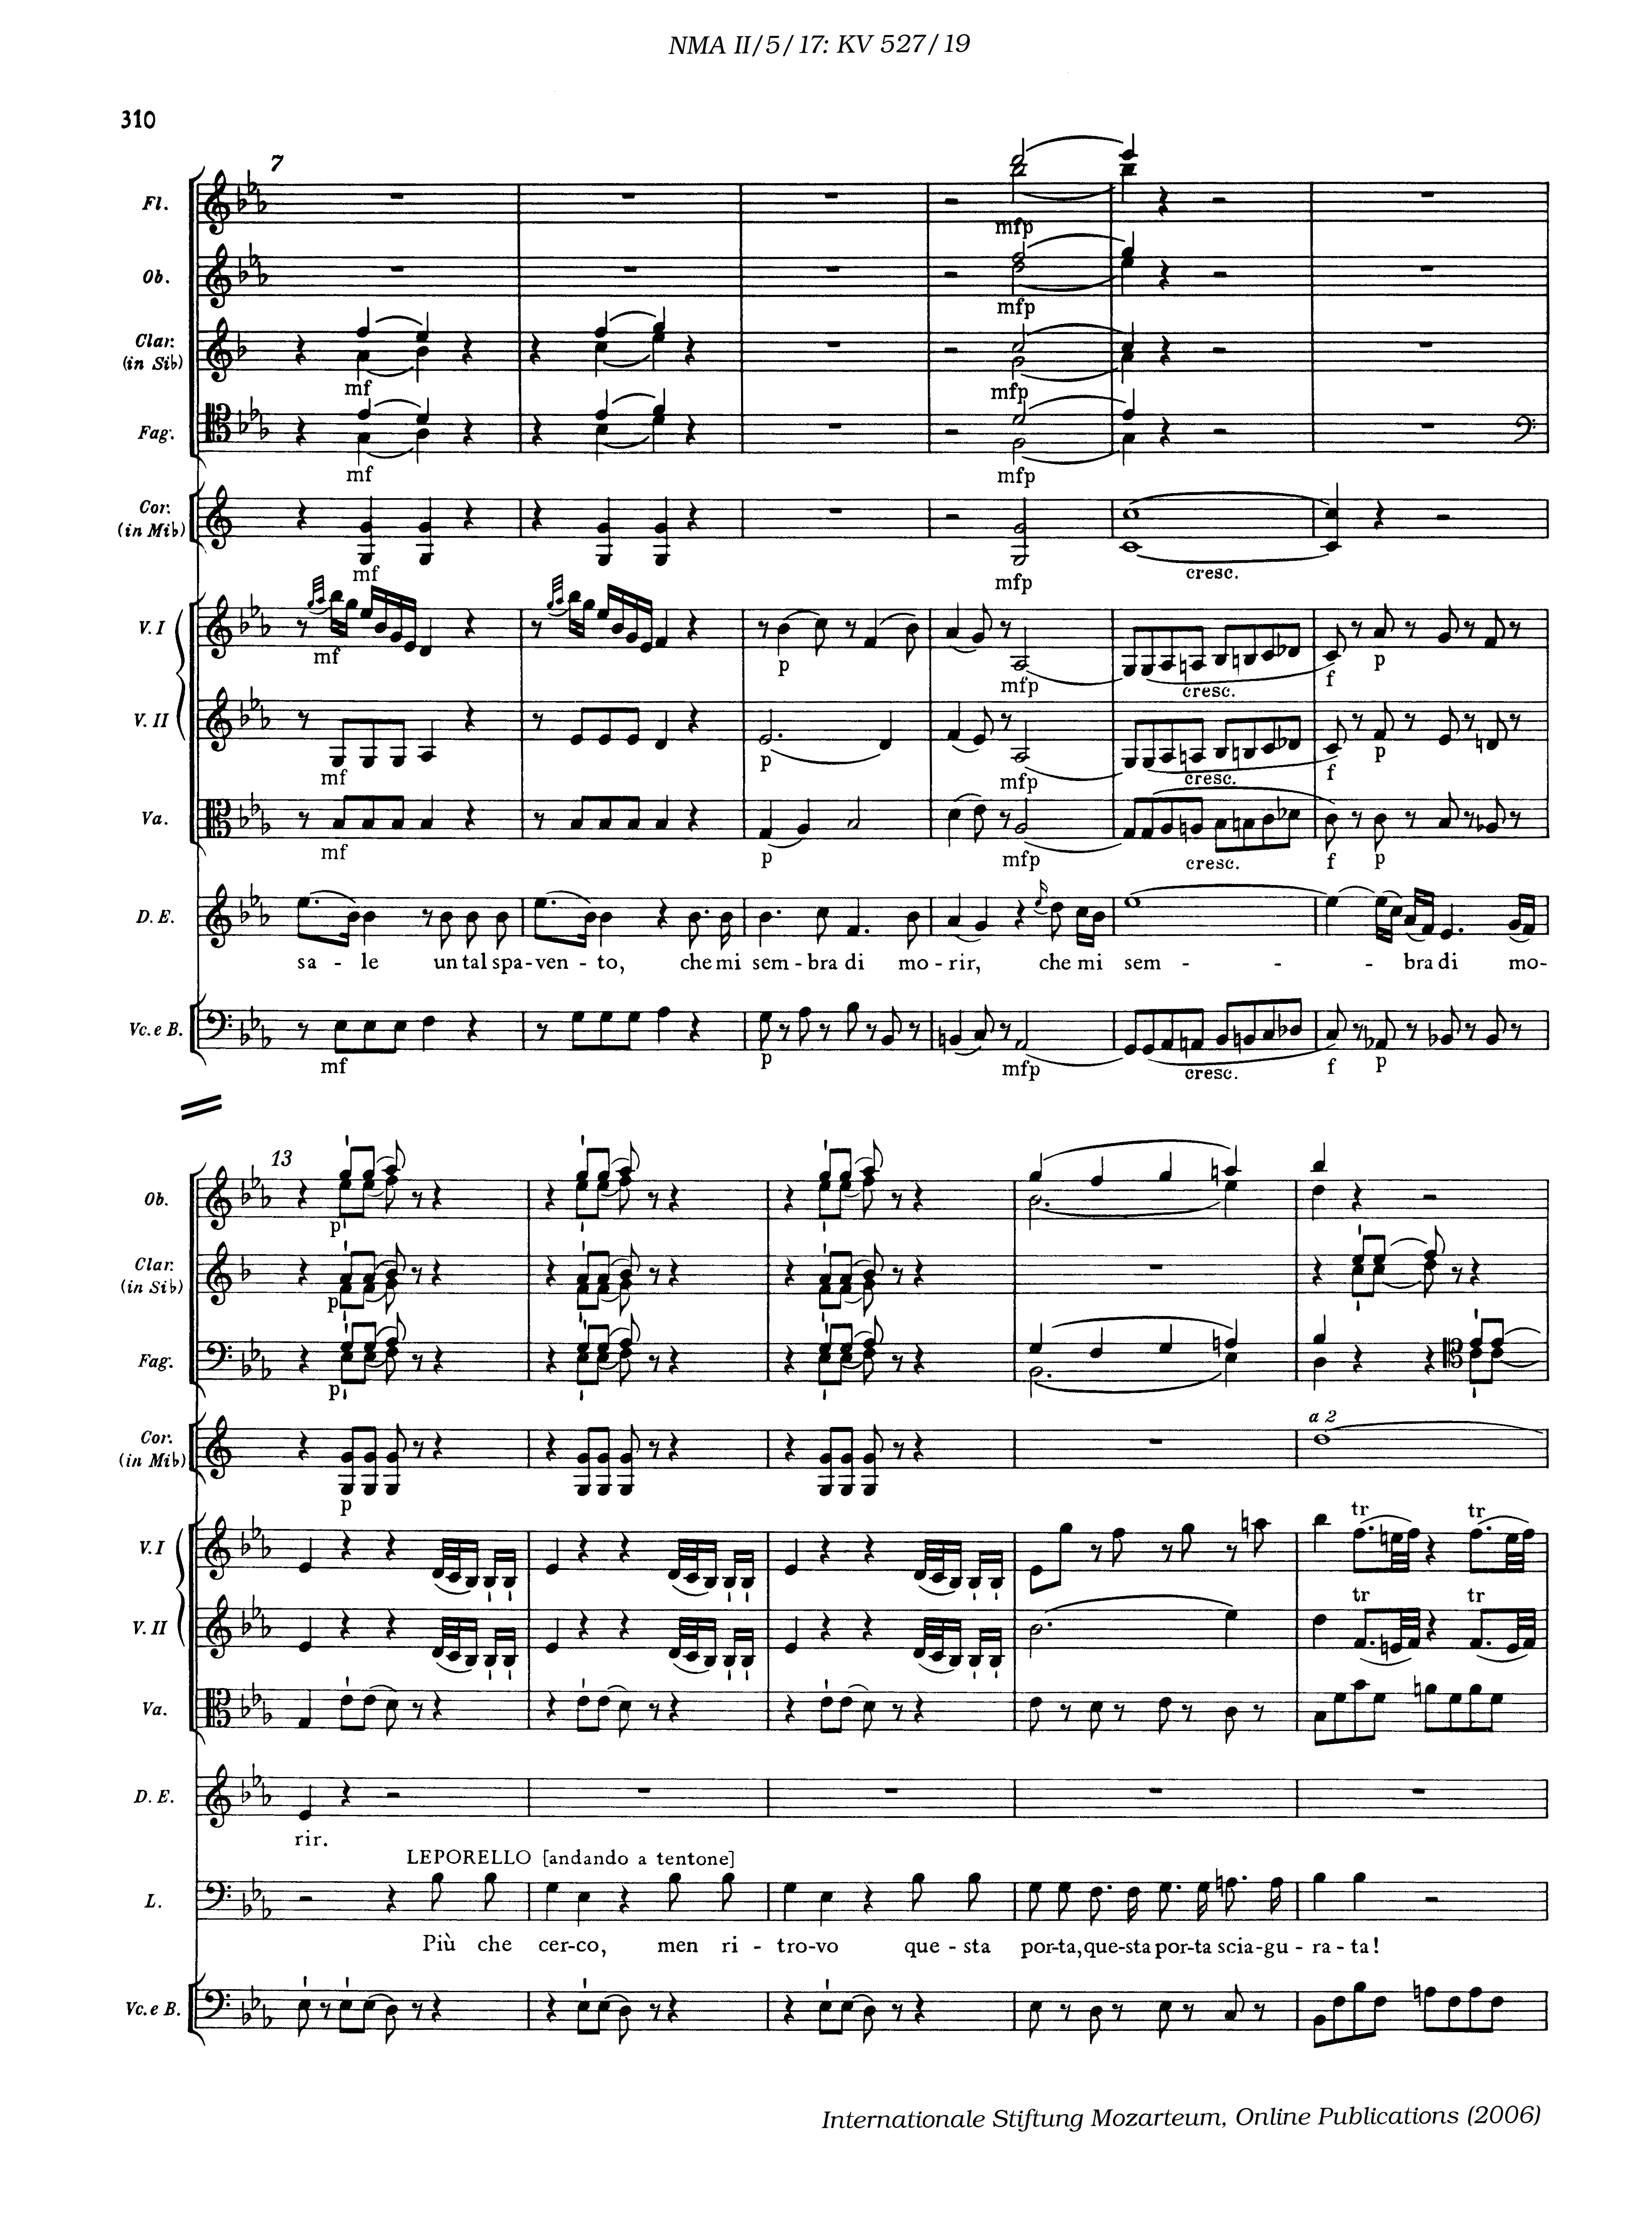 NMA II/5/17: KV 527/19
310
7
Fl.
mfp
Ob.
mfp
Clar.
(in Sib)
mf
mfp
Fag.
mf
mfp
Cor.
(in Mib)
mf
mfp
cresc.
V. I
mf
p
mfp
cresc.
f
p
V. II
mf
p
mfp
cresc.
f
p
Va.
mf
p
mfp
cresc.
f
p
D. E.
sa - le un tal spa - ven - to, che mi sem - bra di mo - rir, che mi sem - - - - bra di mo-
Vc. e B.
mf
p
mfp
cresc.
f
p
13
Ob.
p
Clar.
(in Sib)
p
Fag.
p
Cor.
(in Mib)
a 2
p
V. I
tr tr
V. II
tr tr
Va.
D. E.
rir.
LEPORELLO [andando a tentone]
L.
Più che cer-co, men ri - tro-vo que - sta por-ta, que-sta por-ta scia-gu - ra - ta!
Vc. e B.
Internationale Stiftung Mozarteum, Online Publications (2006)